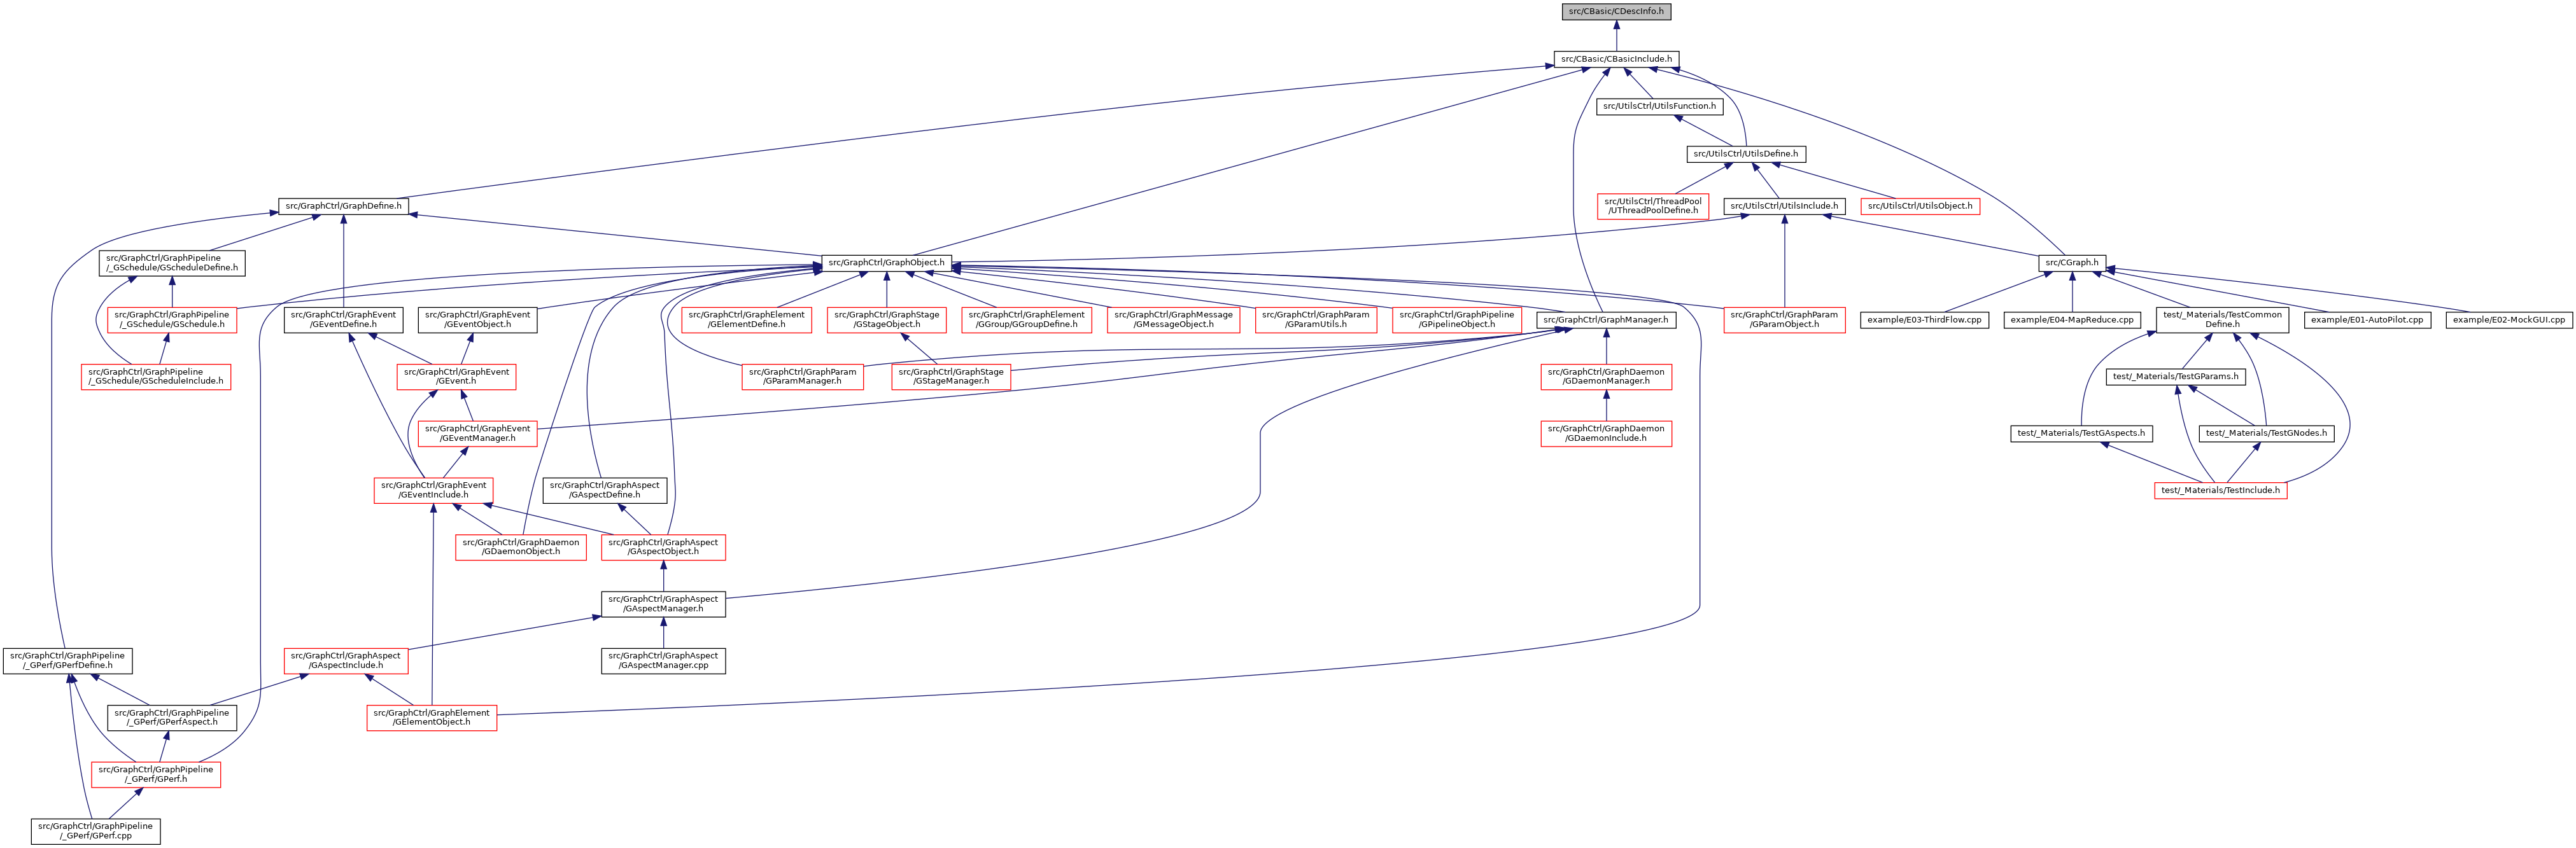 src/CBasic/CDescInfo.h
src/CBasic/CBasicInclude.h
src/UtilsCtrl/UtilsFunction.h
src/UtilsCtrl/UtilsDefine.h
src/GraphCtrl/GraphDefine.h
src/UtilsCtrl/ThreadPool
/UThreadPoolDefine.h
src/UtilsCtrl/UtilsInclude.h
src/UtilsCtrl/UtilsObject.h
src/GraphCtrl/GraphPipeline
/_GSchedule/GScheduleDefine.h
src/GraphCtrl/GraphObject.h
src/CGraph.h
src/GraphCtrl/GraphPipeline
/_GSchedule/GSchedule.h
src/GraphCtrl/GraphEvent
/GEventDefine.h
src/GraphCtrl/GraphEvent
/GEventObject.h
src/GraphCtrl/GraphElement
/GElementDefine.h
src/GraphCtrl/GraphStage
/GStageObject.h
src/GraphCtrl/GraphElement
/GGroup/GGroupDefine.h
src/GraphCtrl/GraphMessage
/GMessageObject.h
src/GraphCtrl/GraphParam
/GParamUtils.h
src/GraphCtrl/GraphPipeline
/GPipelineObject.h
src/GraphCtrl/GraphManager.h
src/GraphCtrl/GraphParam
/GParamObject.h
example/E03-ThirdFlow.cpp
example/E04-MapReduce.cpp
test/_Materials/TestCommon
Define.h
example/E01-AutoPilot.cpp
example/E02-MockGUI.cpp
src/GraphCtrl/GraphPipeline
/_GSchedule/GScheduleInclude.h
src/GraphCtrl/GraphEvent
/GEvent.h
src/GraphCtrl/GraphParam
/GParamManager.h
src/GraphCtrl/GraphStage
/GStageManager.h
src/GraphCtrl/GraphDaemon
/GDaemonManager.h
test/_Materials/TestGParams.h
src/GraphCtrl/GraphEvent
/GEventManager.h
src/GraphCtrl/GraphDaemon
/GDaemonInclude.h
test/_Materials/TestGAspects.h
test/_Materials/TestGNodes.h
src/GraphCtrl/GraphEvent
/GEventInclude.h
src/GraphCtrl/GraphAspect
/GAspectDefine.h
test/_Materials/TestInclude.h
src/GraphCtrl/GraphDaemon
/GDaemonObject.h
src/GraphCtrl/GraphAspect
/GAspectObject.h
src/GraphCtrl/GraphAspect
/GAspectManager.h
src/GraphCtrl/GraphPipeline
/_GPerf/GPerfDefine.h
src/GraphCtrl/GraphAspect
/GAspectInclude.h
src/GraphCtrl/GraphAspect
/GAspectManager.cpp
src/GraphCtrl/GraphPipeline
/_GPerf/GPerfAspect.h
src/GraphCtrl/GraphElement
/GElementObject.h
src/GraphCtrl/GraphPipeline
/_GPerf/GPerf.h
src/GraphCtrl/GraphPipeline
/_GPerf/GPerf.cpp